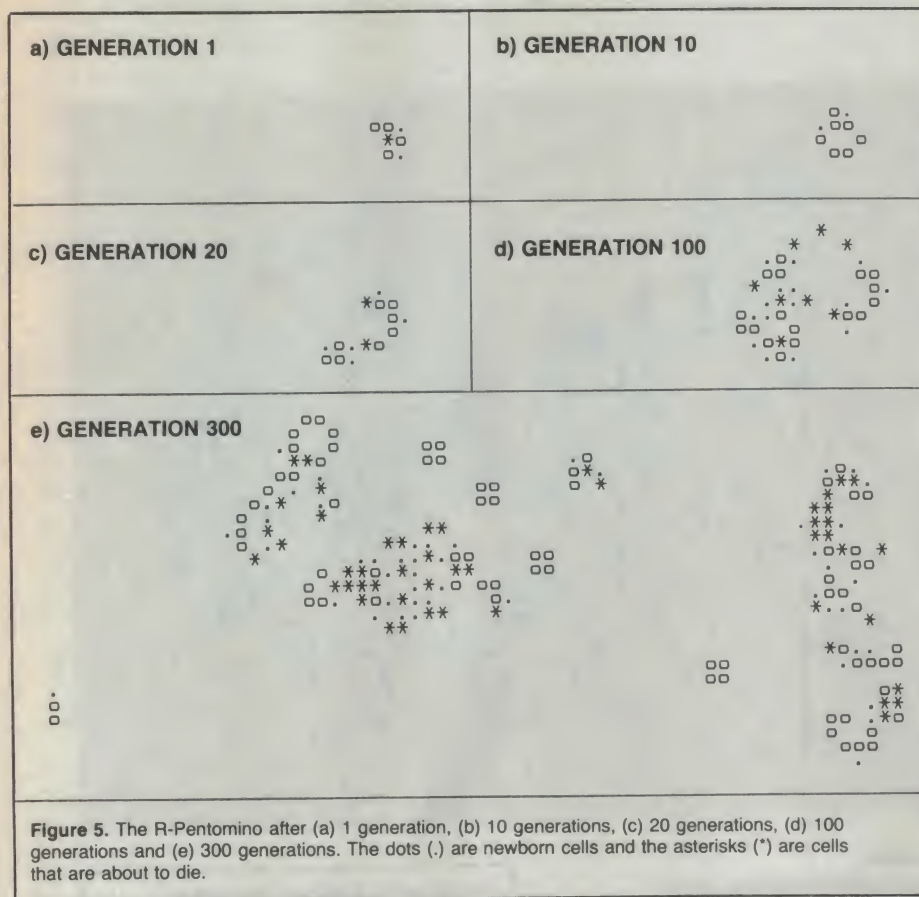 a) GENERATION 1
b) GENERATION 10
c) GENERATION 20
d) GENERATION 100
e) GENERATION 300
Figure 5. The R-Pentomino after (a) 1 generation, (b) 10 generations, (c) 20 generations, (d) 100
generations and (e) 300 generations. The dots (.) are newborn cells and the asterisks (*) are cells
that are about to die.